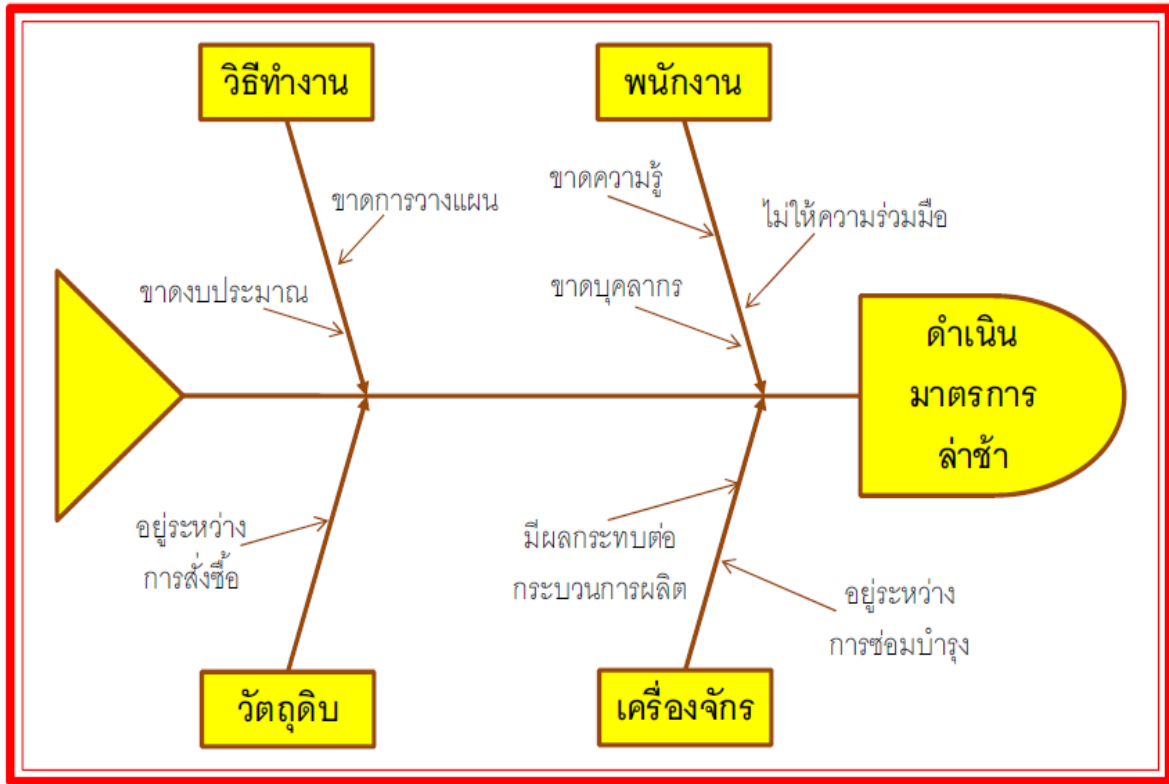 วิธีทำงาน
พนักงาน
ขาดการวางแผน
ขาดงบประมาณ
ขาดความรู้
ไม่ให้ความร่วมมือ
ขาดบุคลากร
ดำเนิน
มาตรการ
ล่าช้า
อยู่ระหว่าง
การสั่งซื้อ
มีผลกระทบต่อ
กระบวนการผลิต
อยู่ระหว่าง
การซ่อมบำรุง
วัตถุดิบ
เครื่องจักร